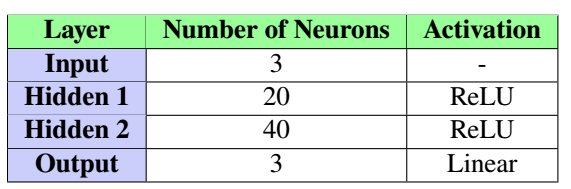 Layer Number of Neurons Activation
Input 3 -
Hidden 1 20 ReLU
Hidden 2 40 ReLU
Output 3 Linear